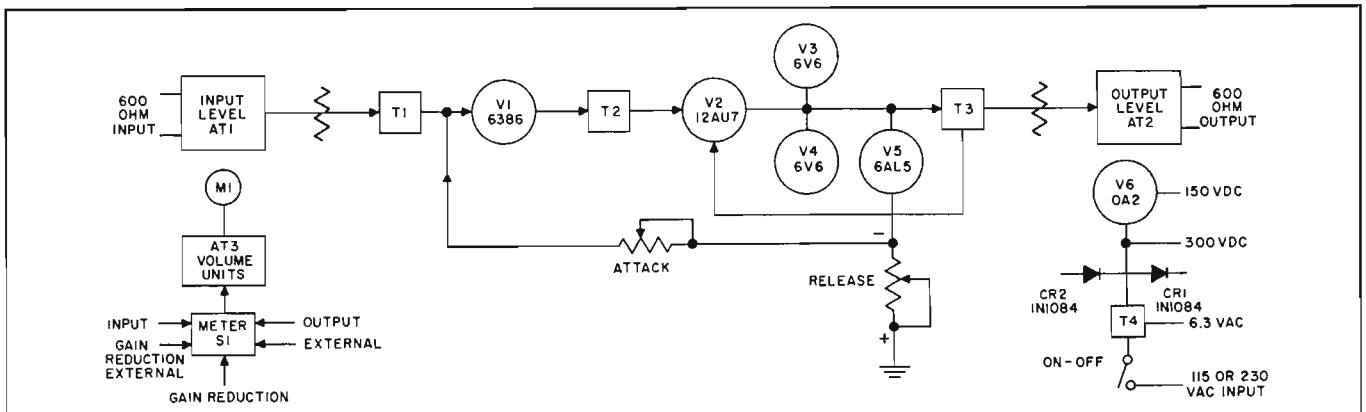 600
OHM
INPUT
INPUT
LEVEL
AT1
T1
V1
6386
T2
V2
12AU7
V3
6V6
V4
6V6
V5
6AL5
T3
OUTPUT
LEVEL
AT2
600
OHM
OUTPUT
M1
AT3
VOLUME
UNITS
METER
S1
INPUT
OUTPUT
GAIN
REDUCTION
EXTERNAL
EXTERNAL
GAIN REDUCTION
ATTACK
−
RELEASE
+
V6
OA2
150 VDC
300 VDC
CR2
1N1084
CR1
1N1084
T4
6.3 VAC
ON-OFF
115 OR 230
VAC INPUT